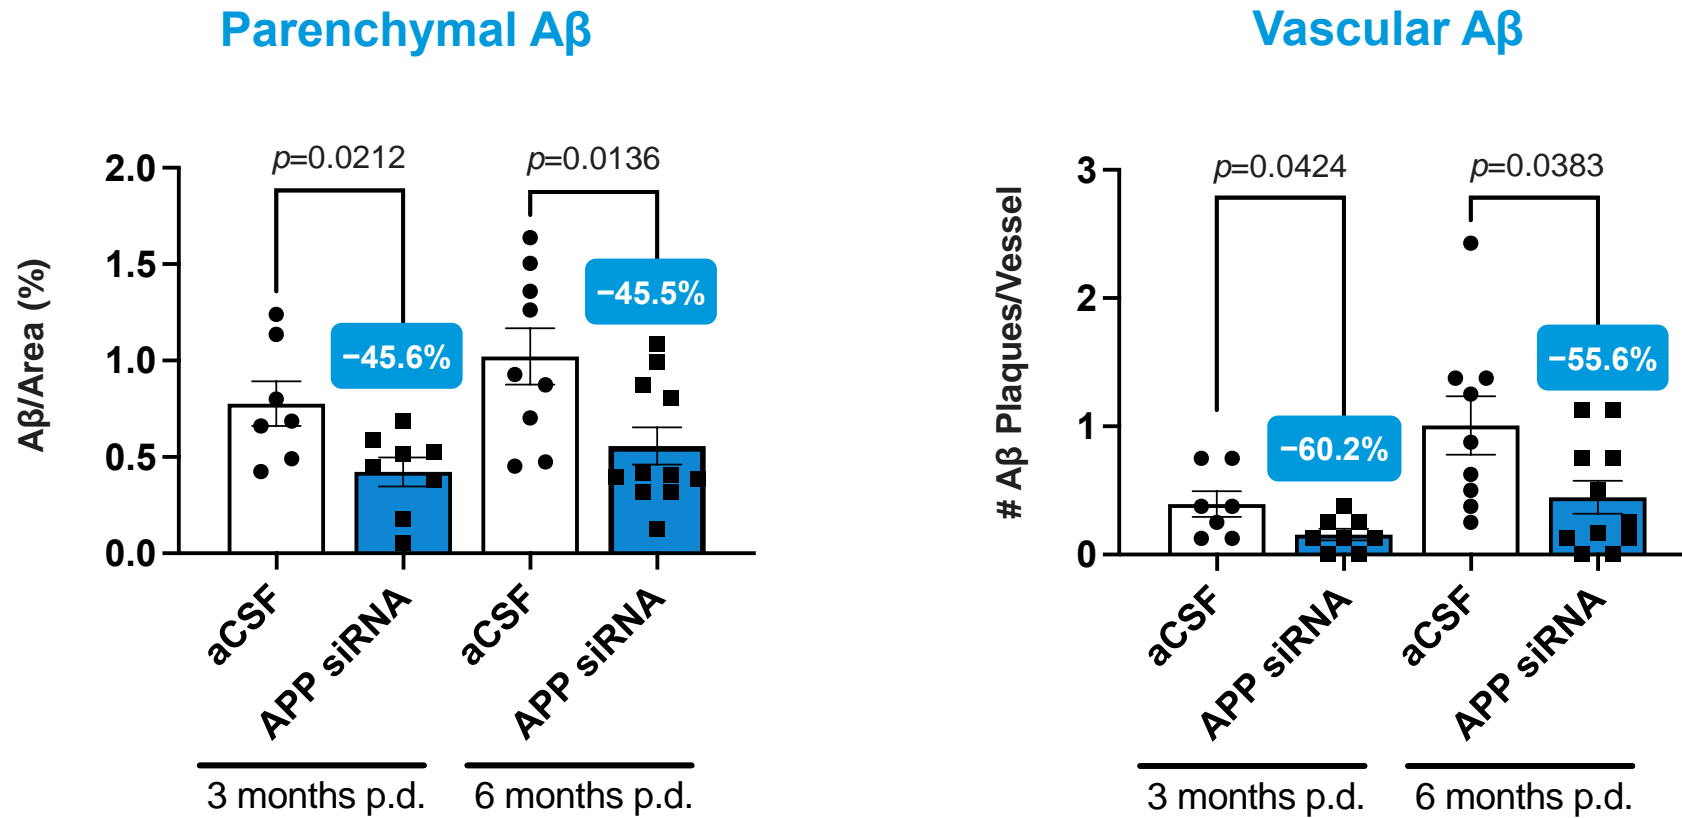 Parenchymal Aβ
Aβ/Area (%)
2.0
1.5
1.0
0.5
0.0
p=0.0212
p=0.0136
−45.6%
−45.5%
aCSF
APP siRNA
aCSF
APP siRNA
3 months p.d.
6 months p.d.
Vascular Aβ
# Aβ Plaques/Vessel
3
2
1
0
p=0.0424
p=0.0383
−60.2%
−55.6%
aCSF
APP siRNA
aCSF
APP siRNA
3 months p.d.
6 months p.d.